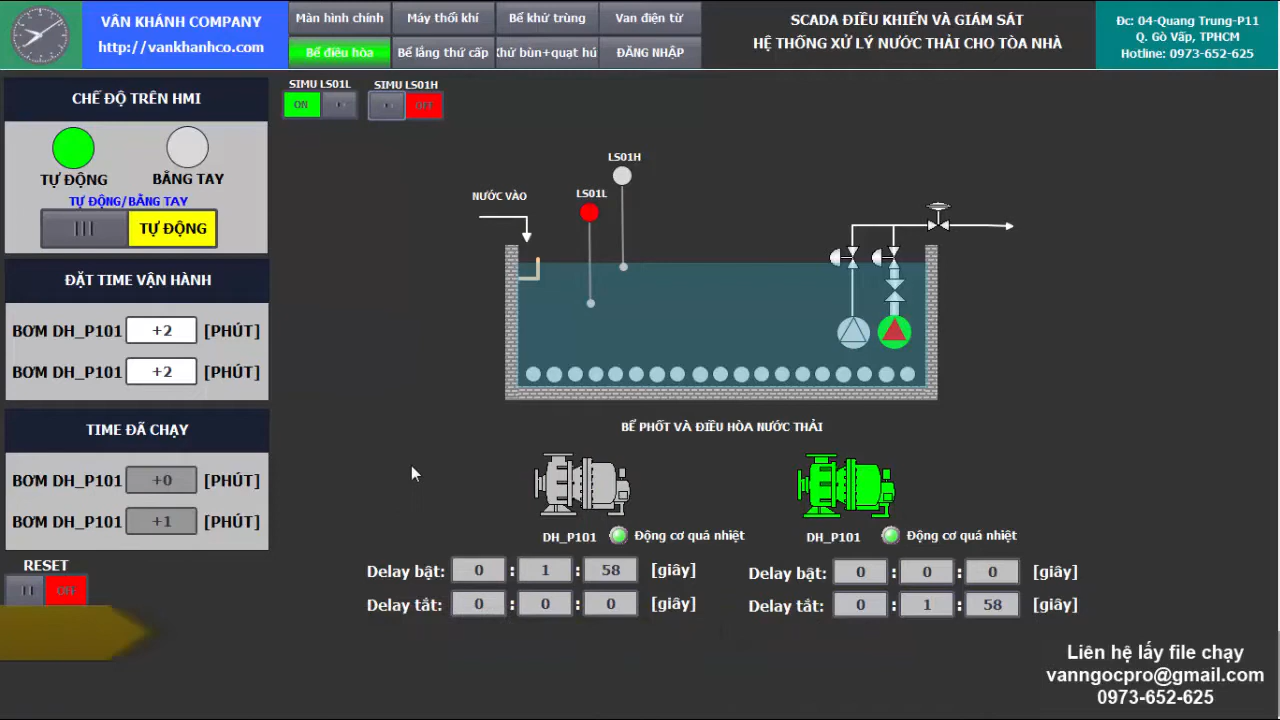 VÂN KHÁNH COMPANY
http://vankhanhco.com
Màn hình chính
Máy thổi khí
Bể khử trùng
Van điện từ
Bể điều hòa
Bể lắng thứ cấp
Khử bùn+quạt hú
ĐĂNG NHẬP
SCADA ĐIỀU KHIỂN VÀ GIÁM SÁT
HỆ THỐNG XỬ LÝ NƯỚC THẢI CHO TÒA NHÀ
Đc: 04-Quang Trung-P11
Q. Gò Vấp, TPHCM
Hotline: 0973-652-625
CHẾ ĐỘ TRÊN HMI
TỰ ĐỘNG
BẰNG TAY
TỰ ĐỘNG/BẰNG TAY
TỰ ĐỘNG
ĐẶT TIME VẬN HÀNH
BƠM DH_P101 +2 [PHÚT]
BƠM DH_P101 +2 [PHÚT]
TIME ĐÃ CHẠY
BƠM DH_P101 +0 [PHÚT]
BƠM DH_P101 +1 [PHÚT]
RESET
OFF
SIMU LS01L
ON
SIMU LS01H
OFF
LS01H
LS01L
NƯỚC VÀO
BỂ PHỐT VÀ ĐIỀU HÒA NƯỚC THẢI
DH_P101
Động cơ quá nhiệt
Delay bật: 0 : 1 : 58 [giây]
Delay tắt: 0 : 0 : 0 [giây]
DH_P101
Động cơ quá nhiệt
Delay bật: 0 : 0 : 0 [giây]
Delay tắt: 0 : 1 : 58 [giây]
Liên hệ lấy file chạy
vanngocpro@gmail.com
0973-652-625